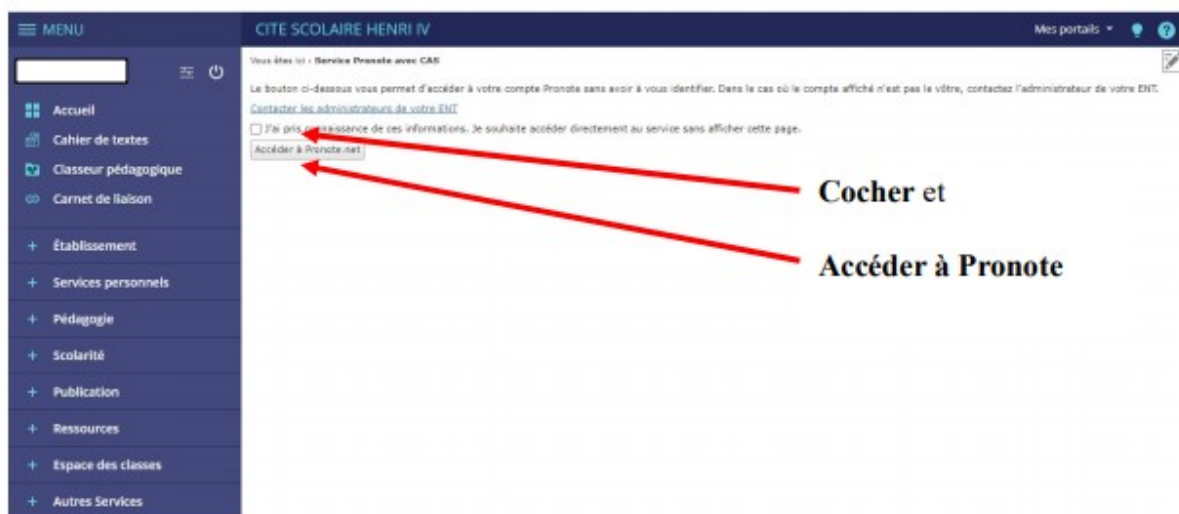 MENU
CITE SCOLAIRE HENRI IV
Mes portails
?
Vous êtes ici : Service Pronote avec CAS
Le bouton ci-dessous vous permet d'accéder à votre compte Pronote sans avoir à vous identifier. Dans le cas où le compte affiché n'est pas le vôtre, contactez l'administrateur de votre ENT.
Contacter les administrateurs de votre ENT
J'ai pris connaissance de ces informations. Je souhaite accéder directement au service sans afficher cette page.
Accéder à Pronote.net
Accueil
Cahier de textes
Classeur pédagogique
Carnet de liaison
+ Établissement
+ Services personnels
+ Pédagogie
+ Scolarité
+ Publication
+ Ressources
+ Espace des classes
+ Autres Services
Cocher et
Accéder à Pronote